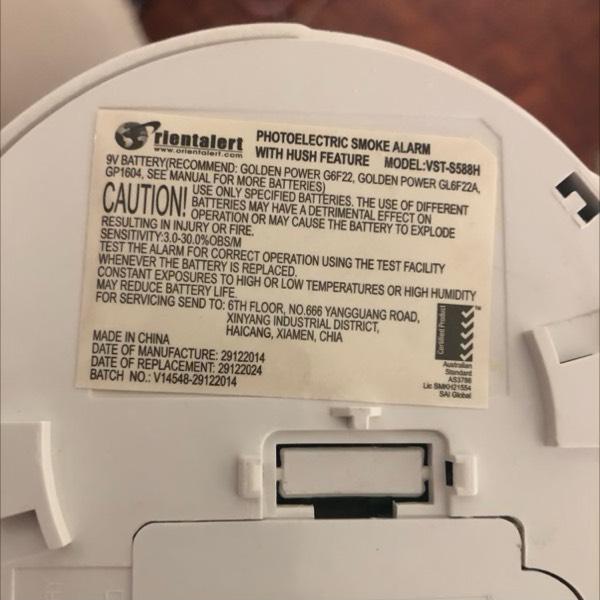 rientalert
www.orientalert.com
PHOTOELECTRIC SMOKE ALARM
WITH HUSH FEATURE MODEL:VST-S588H
9V BATTERY(RECOMMEND: GOLDEN POWER G6F22, GOLDEN POWER GL6F22A,
GP1604, SEE MANUAL FOR MORE BATTERIES)
CAUTION! USE ONLY SPECIFIED BATTERIES. THE USE OF DIFFERENT
BATTERIES MAY HAVE A DETRIMENTAL EFFECT ON
OPERATION OR MAY CAUSE THE BATTERY TO EXPLODE
RESULTING IN INJURY OR FIRE.
SENSITIVITY:3.0-30.0%OBS/M
TEST THE ALARM FOR CORRECT OPERATION USING THE TEST FACILITY
WHENEVER THE BATTERY IS REPLACED.
CONSTANT EXPOSURES TO HIGH OR LOW TEMPERATURES OR HIGH HUMIDITY
MAY REDUCE BATTERY LIFE.
FOR SERVICING SEND TO: 6TH FLOOR, NO.666 YANGGUANG ROAD,
XINYANG INDUSTRIAL DISTRICT,
HAICANG, XIAMEN, CHIA
MADE IN CHINA
DATE OF MANUFACTURE: 29122014
DATE OF REPLACEMENT: 29122024
BATCH NO.: V14548-29122014
Certified Product
TM
Australian
Standard
AS3786
Lic SMKH21554
SAI Global